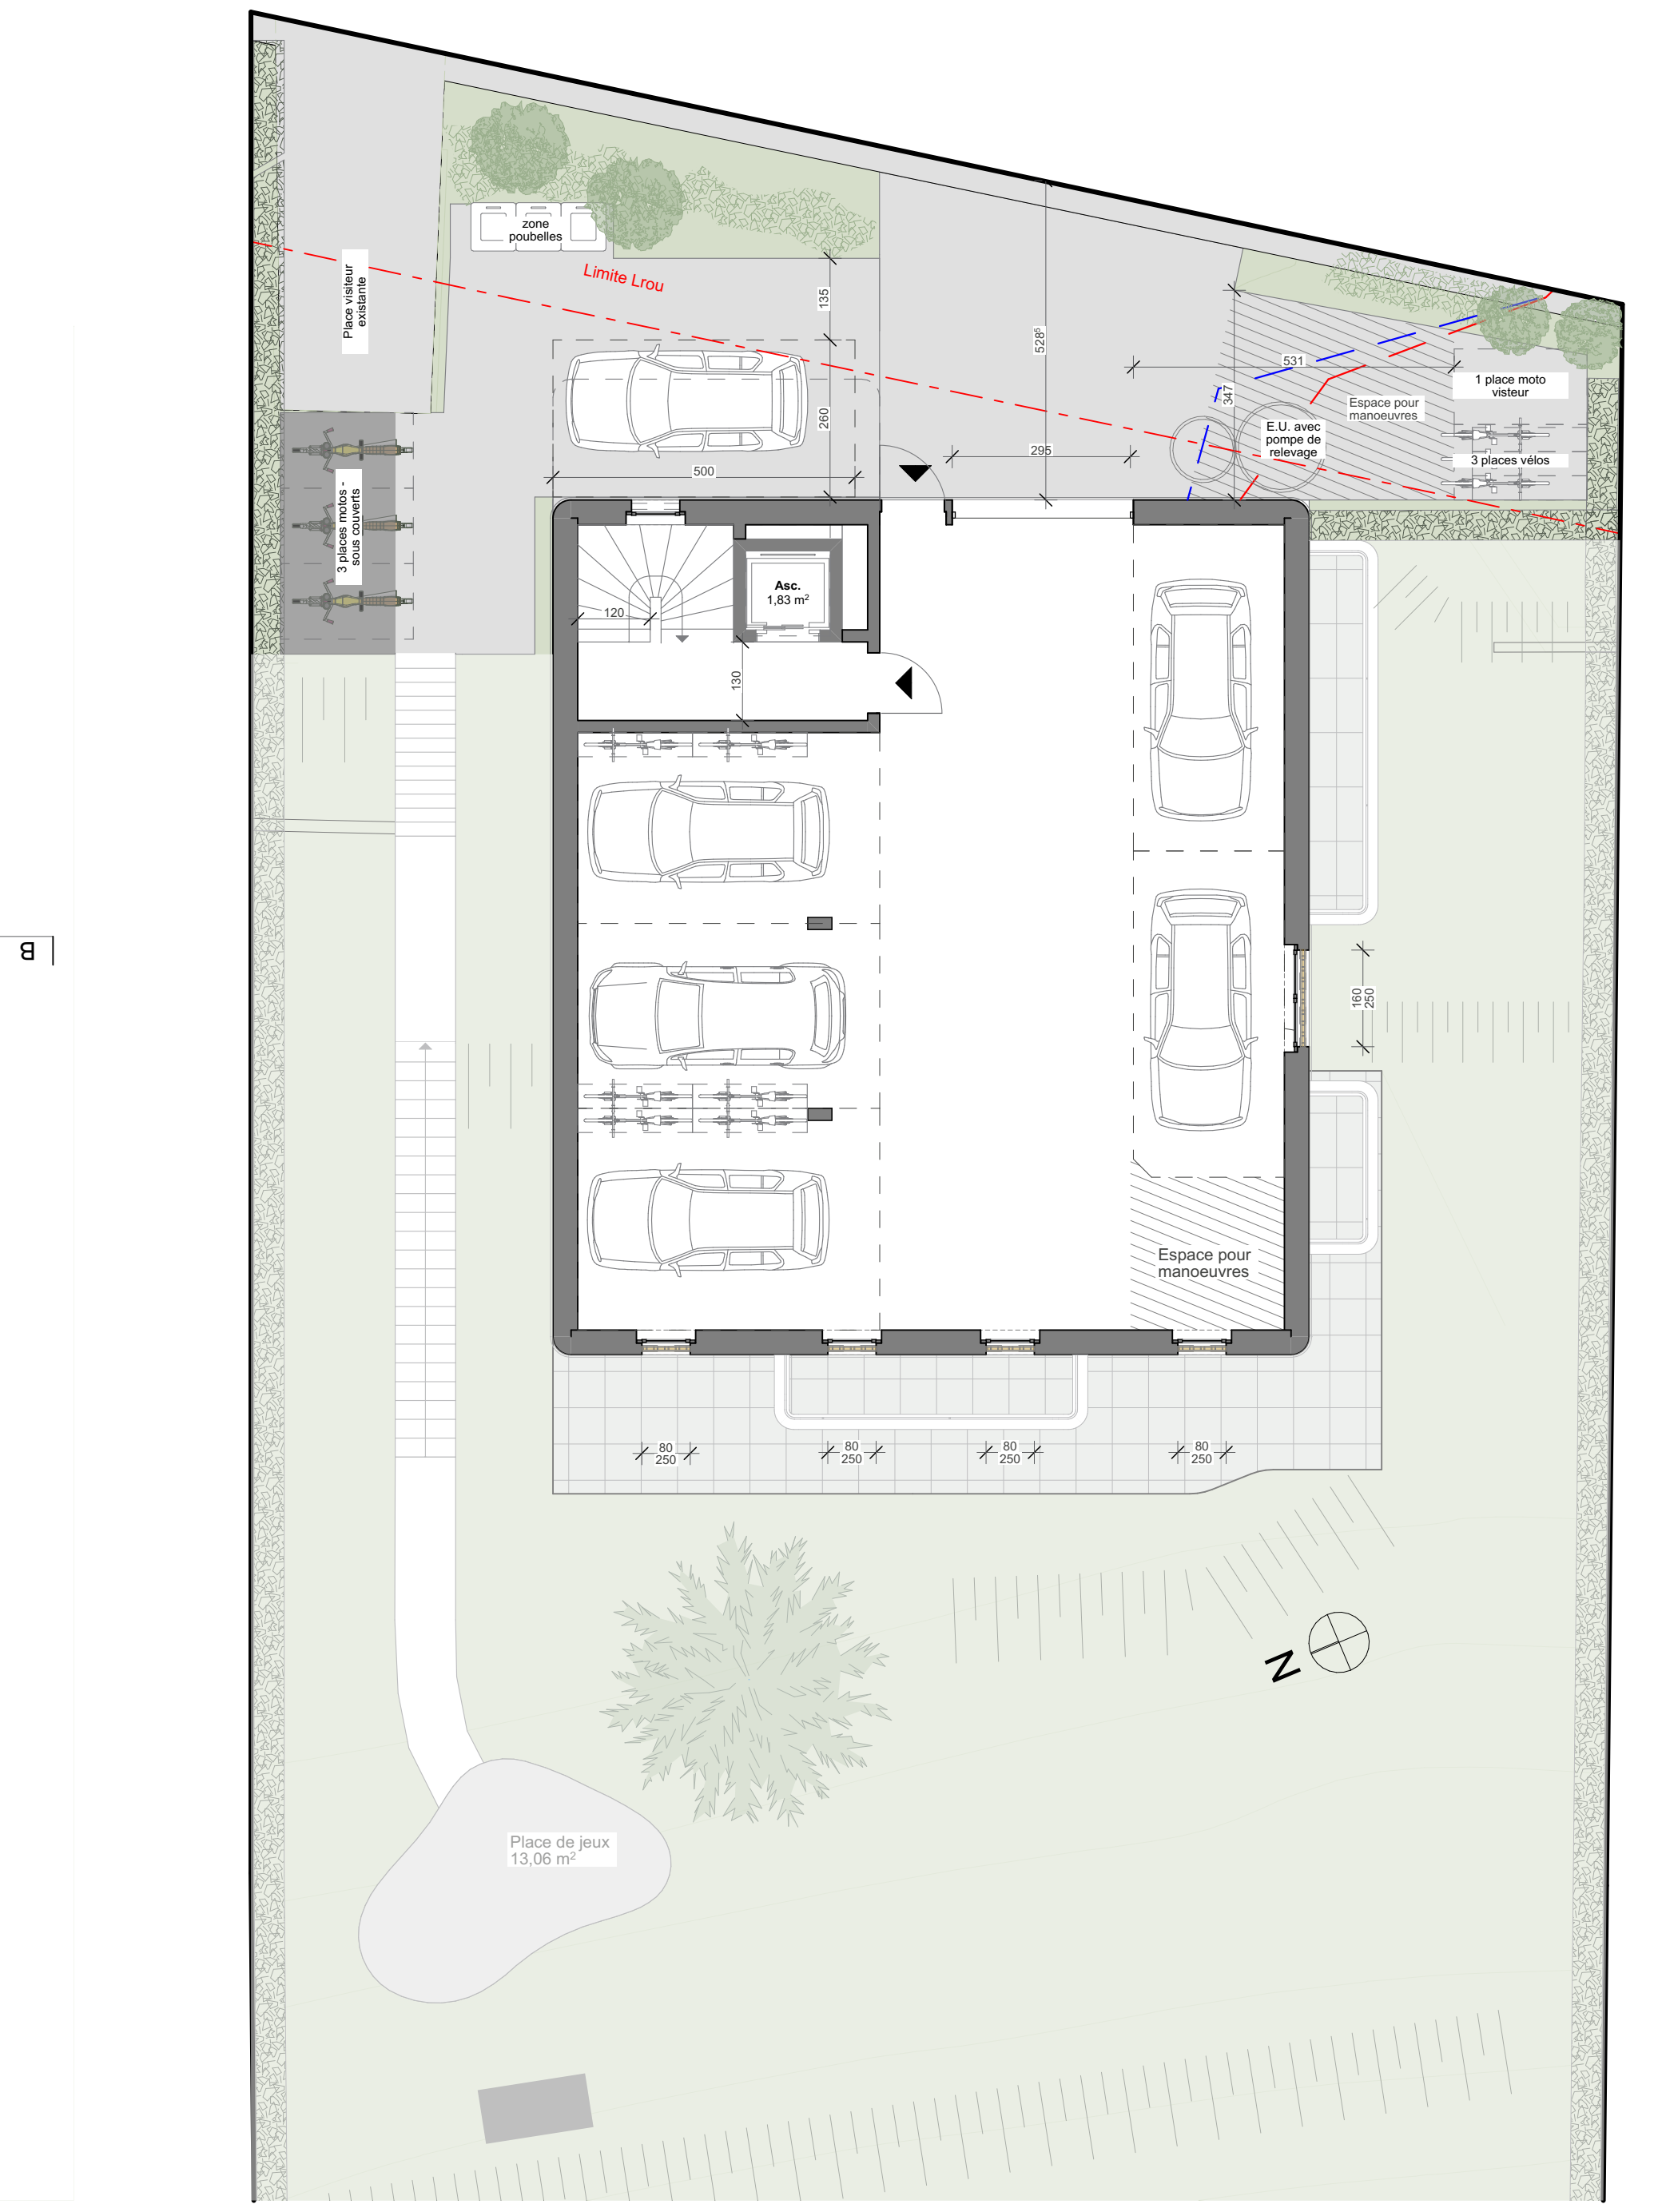 zone
poubelles
Limite Lrou
Place visiteur
existante
135
528⁵
531
347
1 place moto
visteur
Espace pour
manoeuvres
E.U. avec
pompe de
relevage
3 places vélos
260
295
500
3 places motos -
sous couverts
Asc.
1,83 m²
120
130
B
160
250
Espace pour
manoeuvres
80
250
80
250
80
250
80
250
N
Place de jeux
13,06 m²